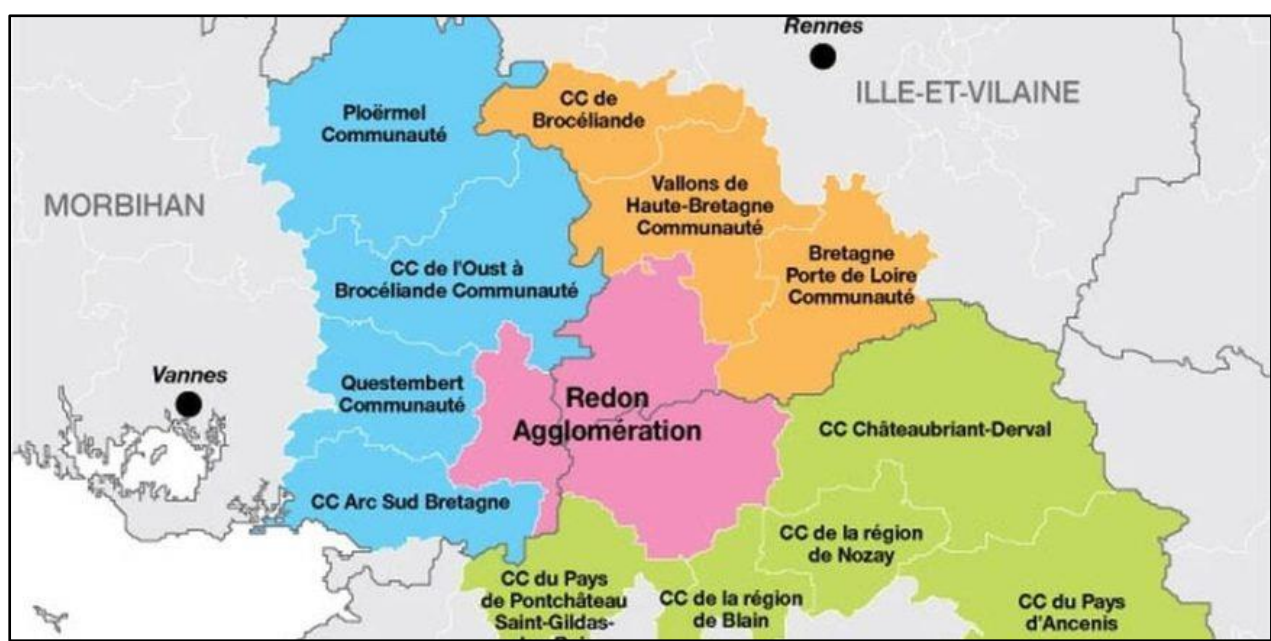 Rennes
ILLE-ET-VILAINE
Ploërmel
Communauté
CC de
Brocéliande
MORBIHAN
Vallons de
Haute-Bretagne
Communauté
CC de l'Oust à
Brocéliande Communauté
Bretagne
Porte de Loire
Communauté
Vannes
Questembert
Communauté
Redon
Agglomération
CC Châteaubriant-Derval
CC Arc Sud Bretagne
CC de la région
de Nozay
CC du Pays
de Pontchâteau
Saint-Gildas-
CC de la région
de Blain
CC du Pays
d'Ancenis